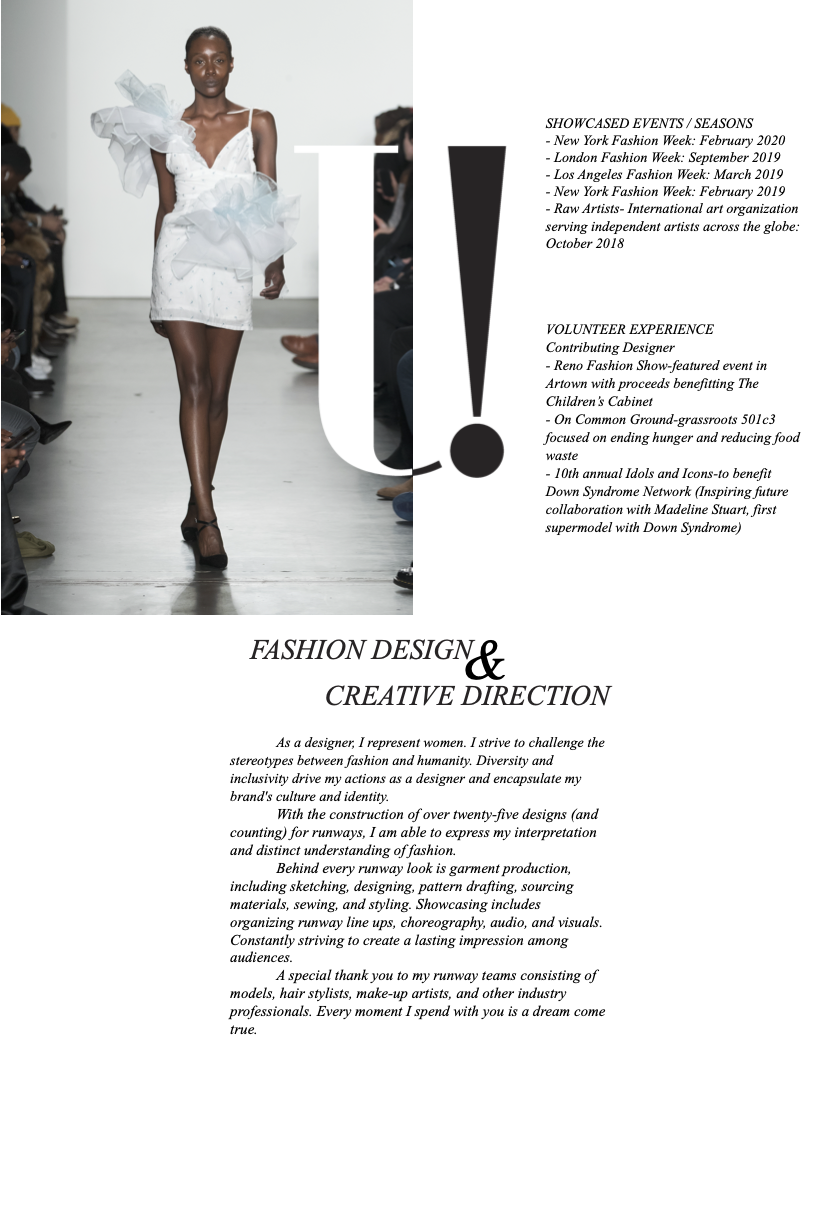 U!
SHOWCASED EVENTS / SEASONS
- New York Fashion Week: February 2020
- London Fashion Week: September 2019
- Los Angeles Fashion Week: March 2019
- New York Fashion Week: February 2019
- Raw Artists- International art organization
serving independent artists across the globe:
October 2018
VOLUNTEER EXPERIENCE
Contributing Designer
- Reno Fashion Show-featured event in
Artown with proceeds benefitting The
Children’s Cabinet
- On Common Ground-grassroots 501c3
focused on ending hunger and reducing food
waste
- 10th annual Idols and Icons-to benefit
Down Syndrome Network (Inspiring future
collaboration with Madeline Stuart, first
supermodel with Down Syndrome)
FASHION DESIGN &
CREATIVE DIRECTION
As a designer, I represent women. I strive to challenge the
stereotypes between fashion and humanity. Diversity and
inclusivity drive my actions as a designer and encapsulate my
brand's culture and identity.
With the construction of over twenty-five designs (and
counting) for runways, I am able to express my interpretation
and distinct understanding of fashion.
Behind every runway look is garment production,
including sketching, designing, pattern drafting, sourcing
materials, sewing, and styling. Showcasing includes
organizing runway line ups, choreography, audio, and visuals.
Constantly striving to create a lasting impression among
audiences.
A special thank you to my runway teams consisting of
models, hair stylists, make-up artists, and other industry
professionals. Every moment I spend with you is a dream come
true.